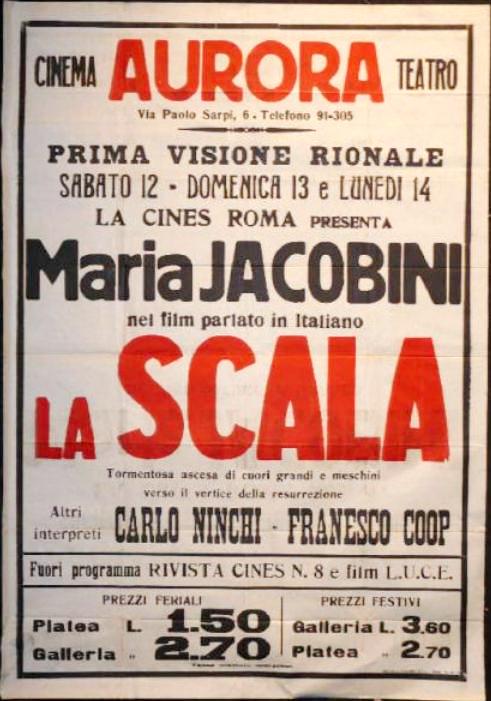 CINEMA AURORA TEATRO
Via Paolo Sarpi, 6 - Telefono 91-305
PRIMA VISIONE RIONALE
SABATO 12 - DOMENICA 13 e LUNEDI 14
LA CINES ROMA PRESENTA
Maria JACOBINI
nel film parlato in Italiano
LA SCALA
Tormentosa ascesa di cuori grandi e meschini
verso il vertice della resurrezione
Altri interpreti CARLO NINCHI - FRANESCO COOP
Fuori programma RIVISTA CINES N. 8 e film L.U.C.E.
PREZZI FERIALI
Platea L. 1.50
Galleria " 2.70
PREZZI FESTIVI
Galleria L. 3.60
Platea " 2.70